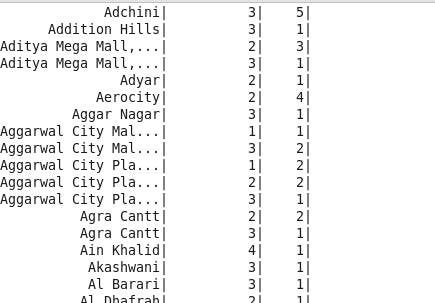 Adchini| 3| 5|
Addition Hills| 3| 1|
Aditya Mega Mall,...| 2| 3|
Aditya Mega Mall,...| 3| 1|
Adyar| 2| 1|
Aerocity| 2| 4|
Aggar Nagar| 3| 1|
Aggarwal City Mal...| 1| 1|
Aggarwal City Mal...| 3| 2|
Aggarwal City Pla...| 1| 2|
Aggarwal City Pla...| 2| 2|
Aggarwal City Pla...| 3| 1|
Agra Cantt| 2| 2|
Agra Cantt| 3| 1|
Ain Khalid| 4| 1|
Akashwani| 3| 1|
Al Barari| 3| 1|
Al Dhafrah| 2| 1|